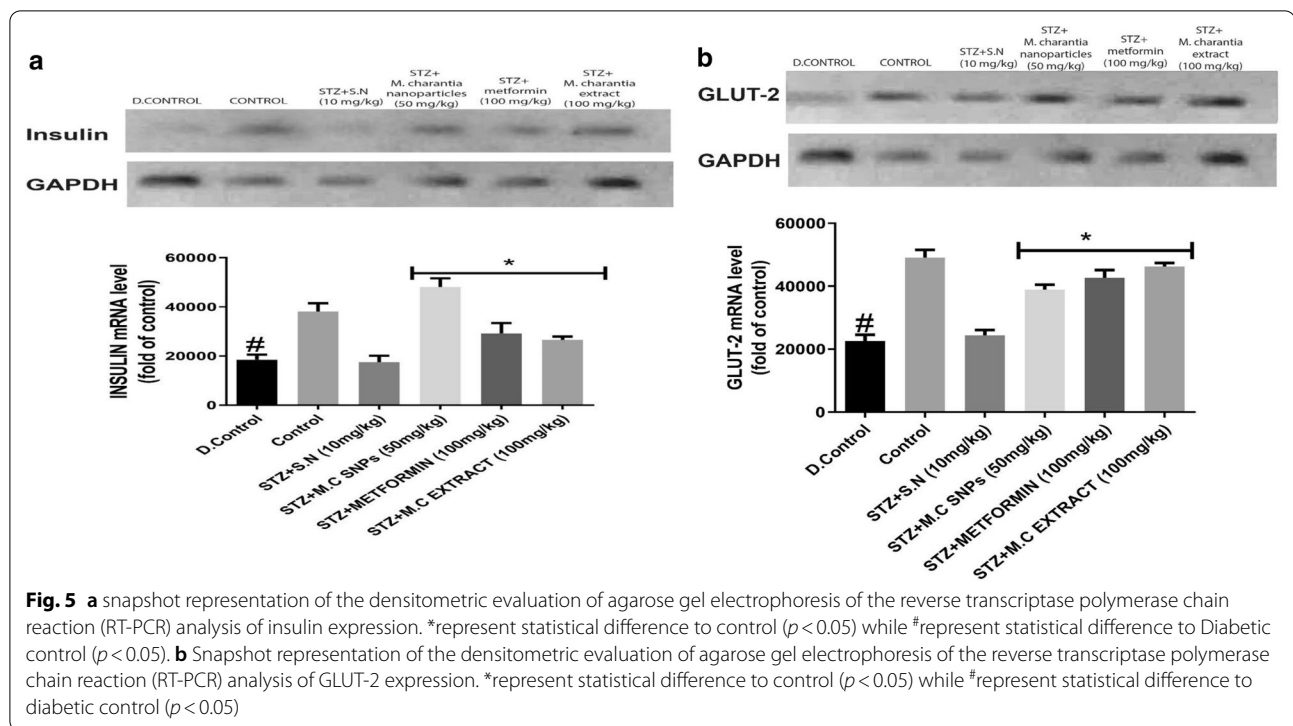 a
D.CONTROL
CONTROL
STZ+S.N
(10 mg/kg)
STZ+
M. charantia
nanoparticles
(50 mg/kg)
STZ+
metformin
(100 mg/kg)
STZ+
M. charantia
extract
(100 mg/kg)
Insulin
GAPDH
INSULIN mRNA level
(fold of control)
60000
40000
20000
0
#
*
D.Control
Control
STZ+S.N (10mg/kg)
STZ+M.C SNPs (50mg/kg)
STZ+METFORMIN (100mg/kg)
STZ+M.C EXTRACT (100mg/kg)
b
D.CONTROL
CONTROL
STZ+S.N
(10 mg/kg)
STZ+
M. charantia
nanoparticles
(50 mg/kg)
STZ+
metformin
(100 mg/kg)
STZ+
M. charantia
extract
(100 mg/kg)
GLUT-2
GAPDH
GLUT-2 mRNA level
(fold of control)
60000
40000
20000
0
#
*
D.Control
Control
STZ+S.N (10mg/kg)
STZ+M.C SNPs (50mg/kg)
STZ+METFORMIN (100mg/kg)
STZ+M.C EXTRACT (100mg/kg)
Fig. 5 a snapshot representation of the densitometric evaluation of agarose gel electrophoresis of the reverse transcriptase polymerase chain
reaction (RT-PCR) analysis of insulin expression. *represent statistical difference to control (p < 0.05) while #represent statistical difference to Diabetic
control (p < 0.05). b Snapshot representation of the densitometric evaluation of agarose gel electrophoresis of the reverse transcriptase polymerase
chain reaction (RT-PCR) analysis of GLUT-2 expression. *represent statistical difference to control (p < 0.05) while #represent statistical difference to
diabetic control (p < 0.05)